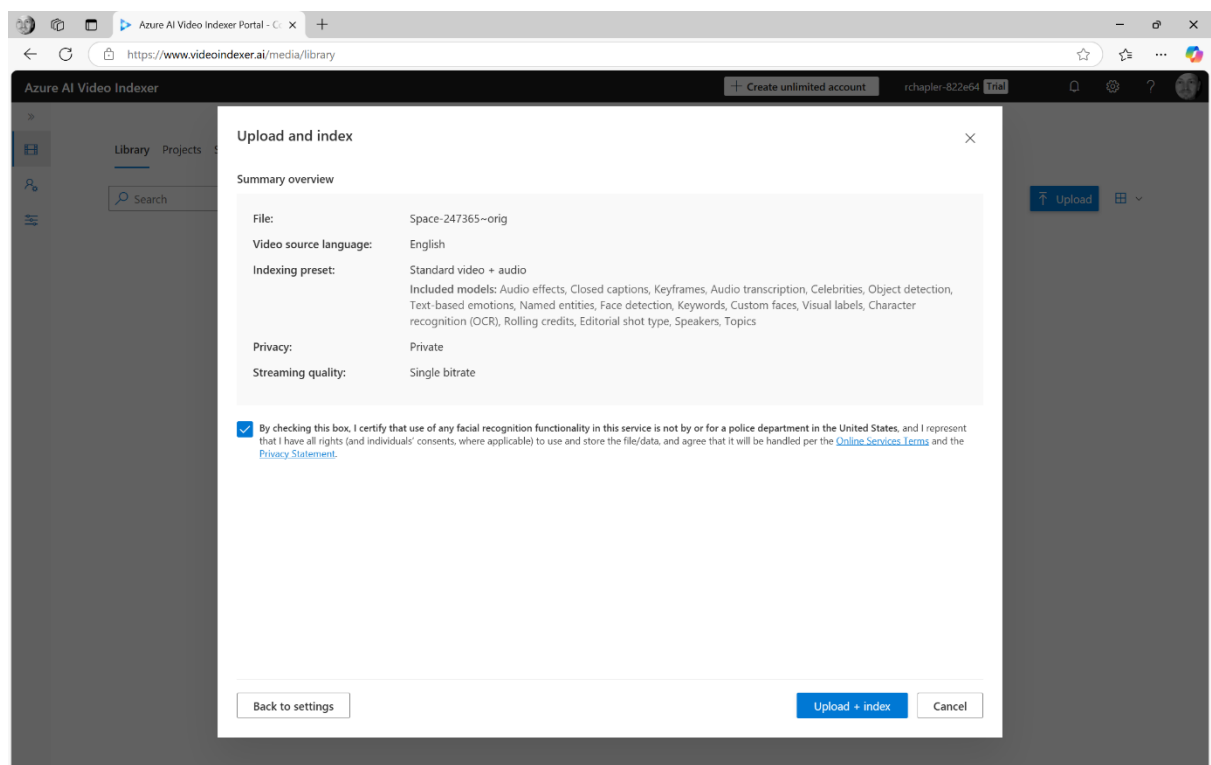 Azure AI Video Indexer Portal - Co
https://www.videoindexer.ai/media/library
Azure AI Video Indexer
Create unlimited account
rchapler-822e64 Trial
Library Projects S
Search
Upload
Upload and index
Summary overview
File: Space-247365~orig
Video source language: English
Indexing preset: Standard video + audio
Included models: Audio effects, Closed captions, Keyframes, Audio transcription, Celebrities, Object detection,
Text-based emotions, Named entities, Face detection, Keywords, Custom faces, Visual labels, Character
recognition (OCR), Rolling credits, Editorial shot type, Speakers, Topics
Privacy: Private
Streaming quality: Single bitrate
By checking this box, I certify that use of any facial recognition functionality in this service is not by or for a police department in the United States, and I represent
that I have all rights (and individuals' consents, where applicable) to use and store the file/data, and agree that it will be handled per the Online Services Terms and the
Privacy Statement.
Back to settings
Upload + index
Cancel